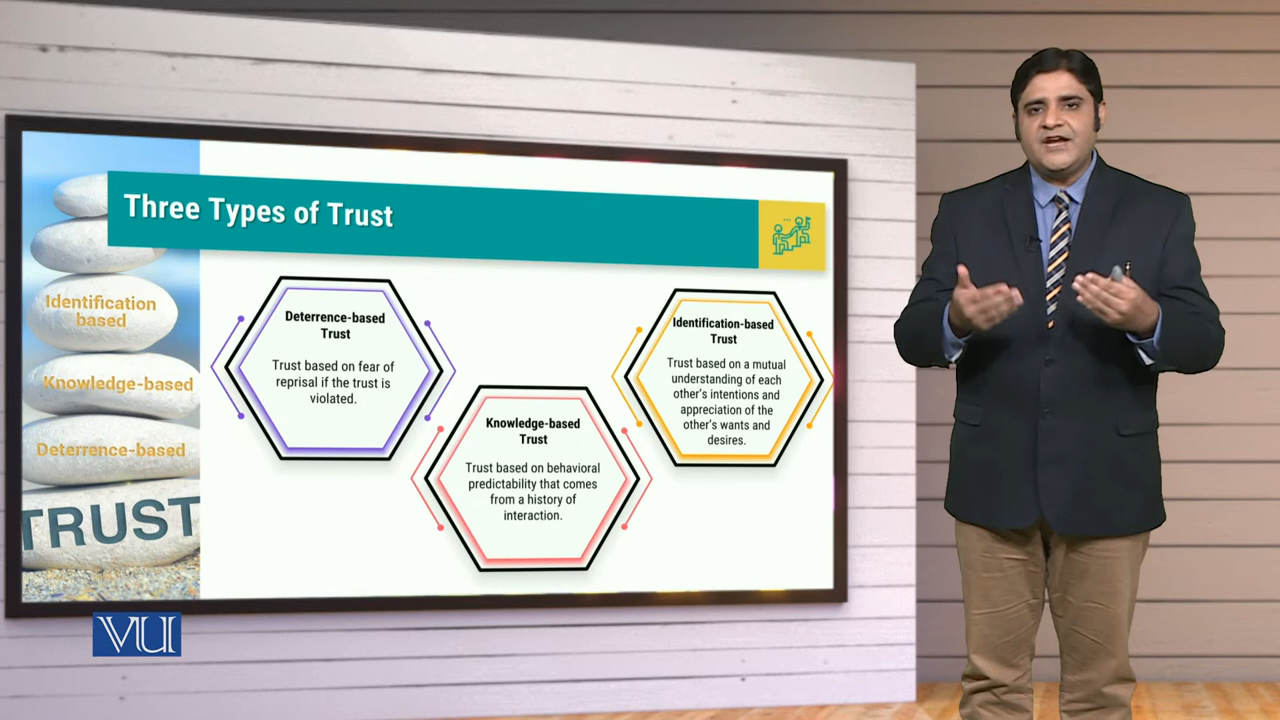 Three Types of Trust
Identification
based
Knowledge-based
Deterrence-based
TRUST
Deterrence-based
Trust
Trust based on fear of
reprisal if the trust is
violated.
Knowledge-based
Trust
Trust based on behavioral
predictability that comes
from a history of
interaction.
Identification-based
Trust
Trust based on a mutual
understanding of each
other's intentions and
appreciation of the
other's wants and
desires.
VU